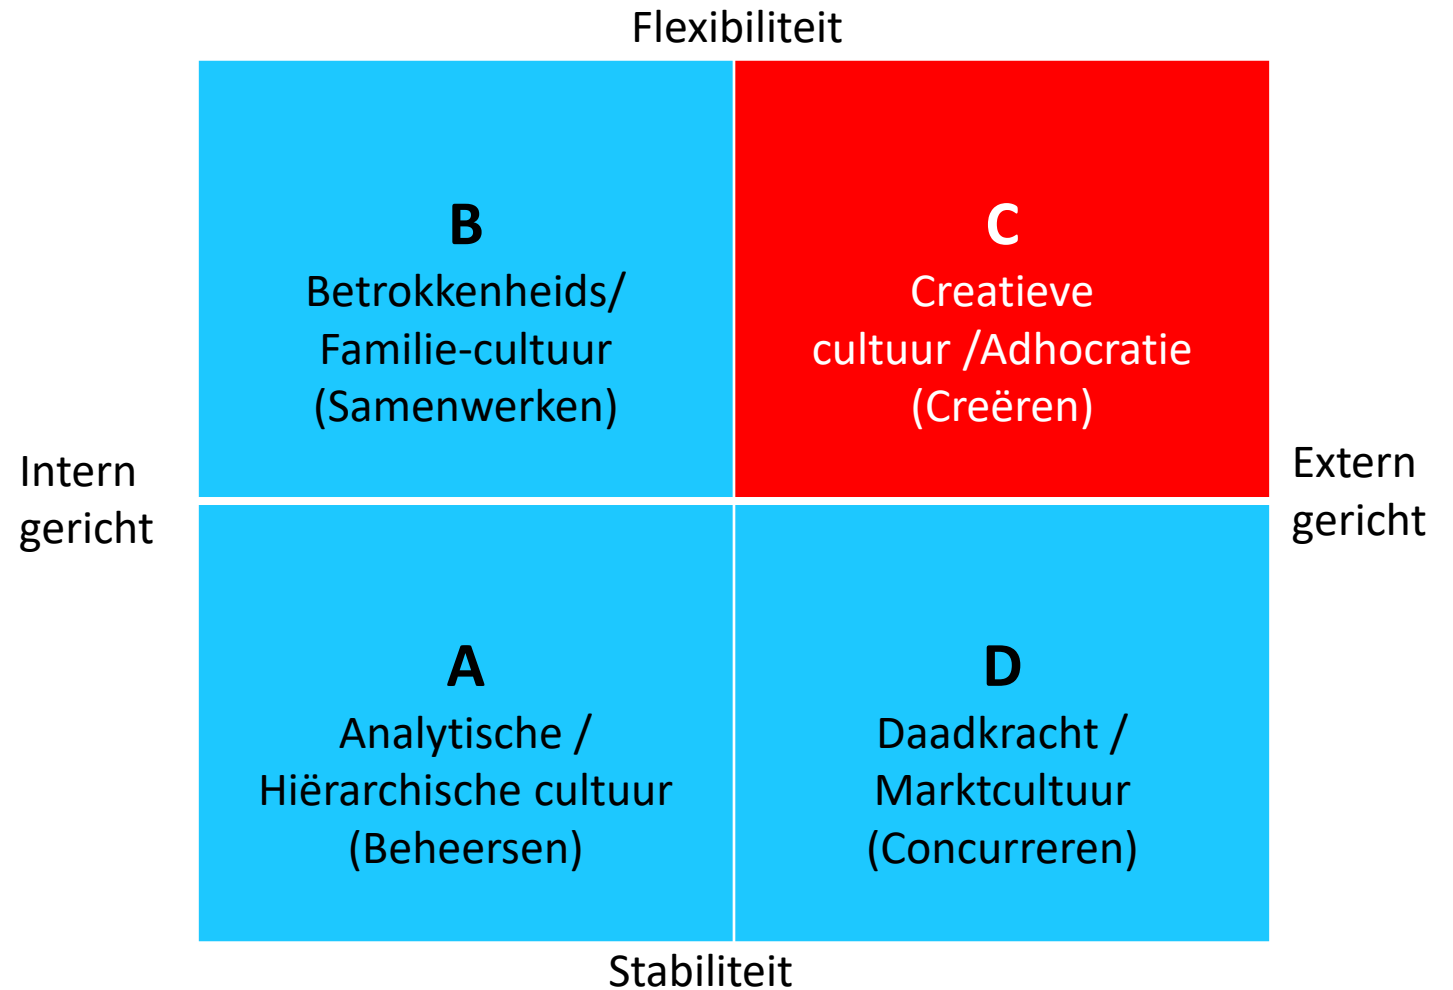 Flexibiliteit
B
Betrokkenheids/
Familie-cultuur
(Samenwerken)
C
Creatieve
cultuur /Adhocratie
(Creëren)
Intern
gericht
Extern
gericht
A
Analytische /
Hiërarchische cultuur
(Beheersen)
D
Daadkracht /
Marktcultuur
(Concurreren)
Stabiliteit